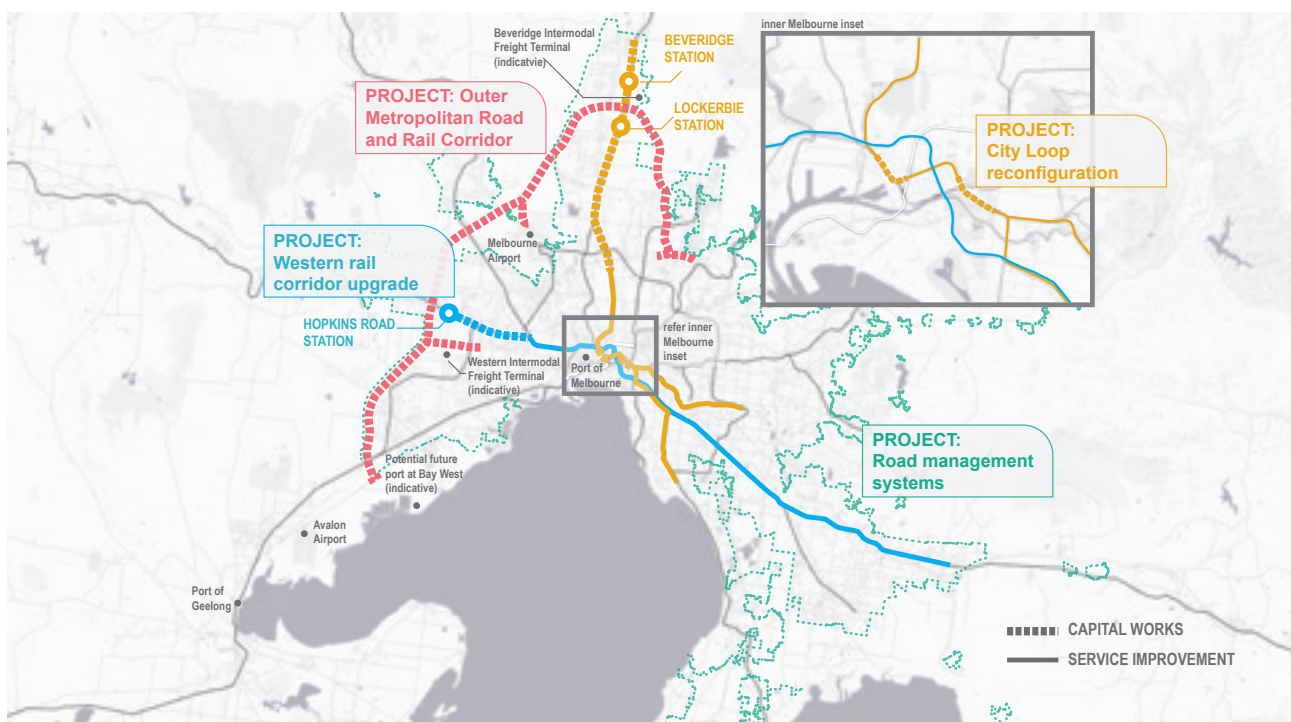 inner Melbourne inset
Beveridge Intermodal
Freight Terminal
(indicatvie)
BEVERIDGE
STATION
PROJECT: Outer
Metropolitan Road
and Rail Corridor
LOCKERBIE
STATION
PROJECT:
City Loop
reconfiguration
PROJECT:
Western rail
corridor upgrade
Melbourne
Airport
HOPKINS ROAD
STATION
refer inner
Melbourne
inset
Western Intermodal
Freight Terminal
(indicative)
Port of
Melbourne
PROJECT:
Road management
systems
Potential future
port at Bay West
(indicative)
Avalon
Airport
Port of
Geelong
CAPITAL WORKS
SERVICE IMPROVEMENT